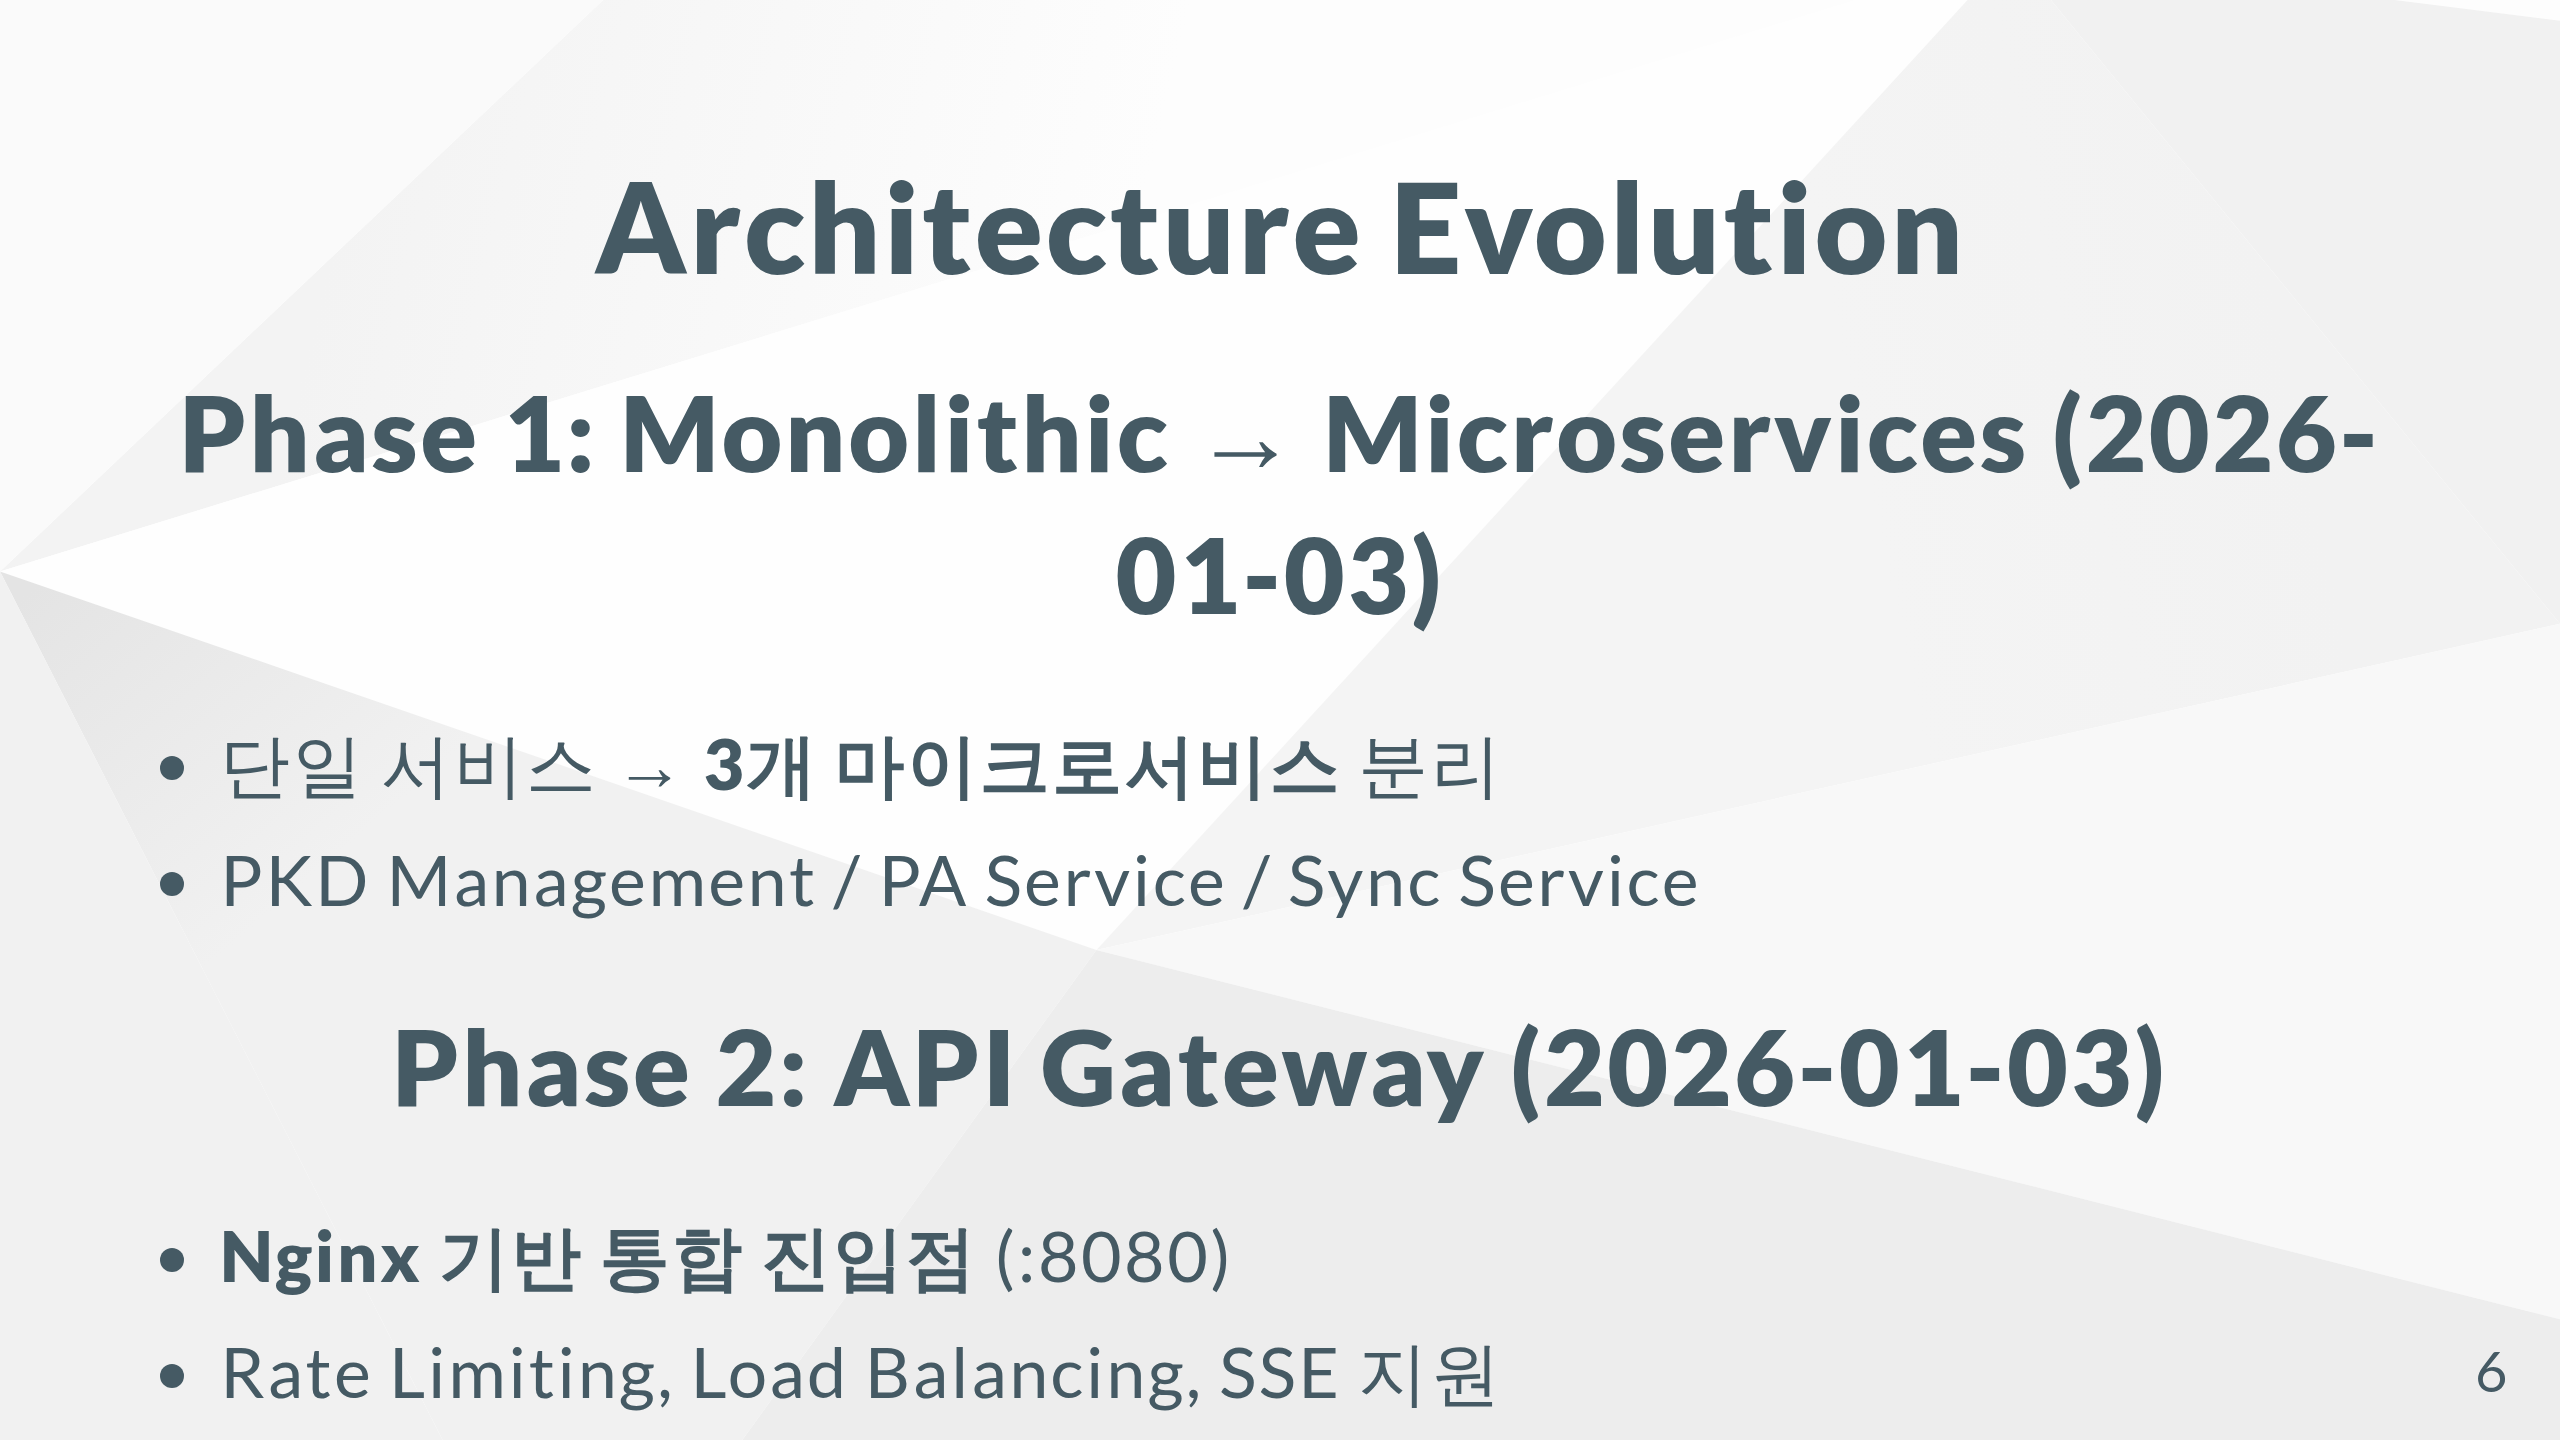 Architecture Evolution
Phase 1: Monolithic → Microservices (2026-
01-03)
• 단일 서비스 → 3개 마이크로서비스 분리
• PKD Management / PA Service / Sync Service
Phase 2: API Gateway (2026-01-03)
• Nginx 기반 통합 진입점 (:8080)
• Rate Limiting, Load Balancing, SSE 지원
6